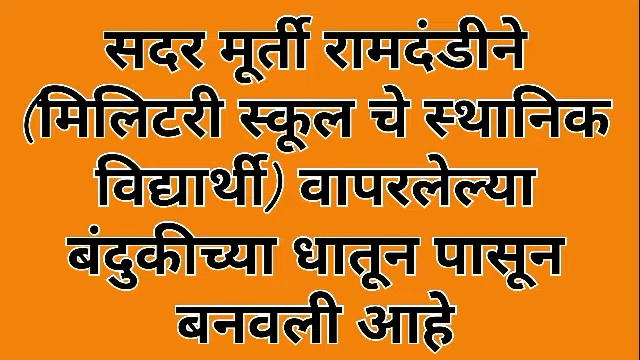 सदर मूर्ती रामदंडीने
(मिलिटरी स्कूल चे स्थानिक
विद्यार्थी) वापरलेल्या
बंदुकीच्या धातून पासून
बनवली आहे